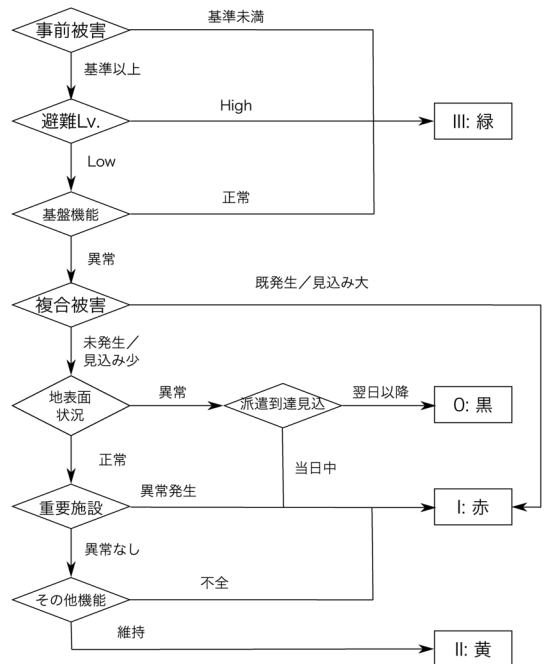 基準未満
事前被害
基準以上
High
避難Lv.
III: 緑
Low
正常
基盤機能
異常
既発生／見込み大
複合被害
未発生／
見込み少
地表面
状況
異常
派遣到達見込
翌日以降
0: 黒
当日中
正常
異常発生
重要施設
I: 赤
異常なし
不全
その他機能
維持
II: 黄